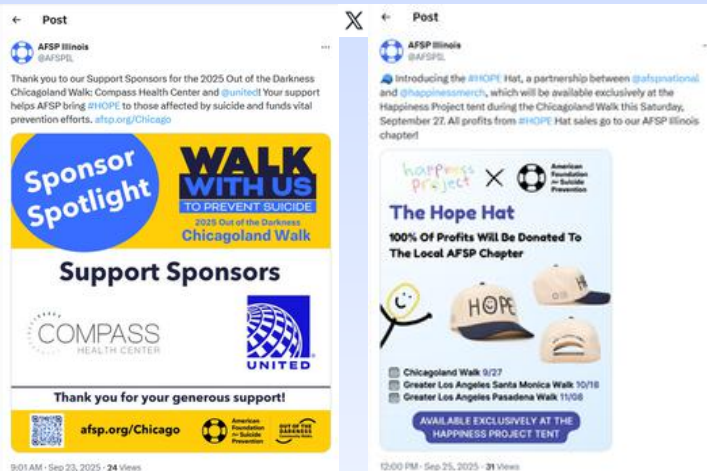 ← Post
AFSP Illinois
@AFSPIL
Thank you to our Support Sponsors for the 2025 Out of the Darkness
Chicagoland Walk: Compass Health Center and @united! Your support
helps AFSP bring #HOPE to those affected by suicide and funds vital
prevention efforts. afsp.org/Chicago
Sponsor
Spotlight
WALK
WITH US
TO PREVENT SUICIDE
2025 Out of the Darkness
Chicagoland Walk
Support Sponsors
COMPASS
HEALTH CENTER
UNITED
Thank you for your generous support!
afsp.org/Chicago
American
Foundation
for Suicide
Prevention
OUT OF THE
DARKNESS
9:01 AM · Sep 23, 2025 · 24 Views
X
← Post
AFSP Illinois
@AFSPIL
Introducing the #HOPE Hat, a partnership between @afspnational
and @happinessmerch, which will be available exclusively at the
Happiness Project tent during the Chicagoland Walk this Saturday,
September 27. All profits from #HOPE Hat sales go to our AFSP Illinois
chapter!
happiness
project
American
Foundation
for Suicide
Prevention
The Hope Hat
100% Of Profits Will Be Donated To
The Local AFSP Chapter
HOPE
Chicagoland Walk 9/27
Greater Los Angeles Santa Monica Walk 10/18
Greater Los Angeles Pasadena Walk 11/08
AVAILABLE EXCLUSIVELY AT THE
HAPPINESS PROJECT TENT
12:00 PM · Sep 25, 2025 · 31 Views